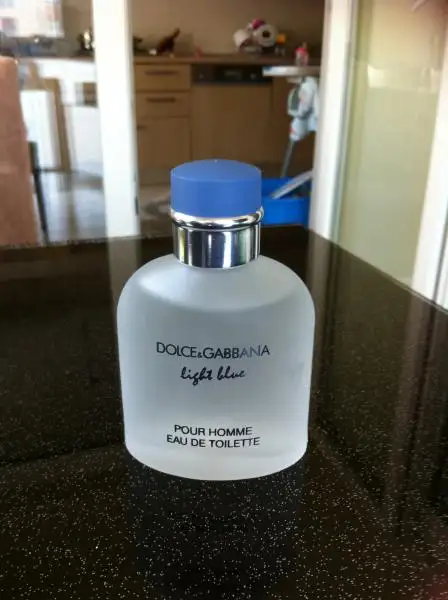 DOLCE&GABBANA
light blue
POUR HOMME
EAU DE TOILETTE